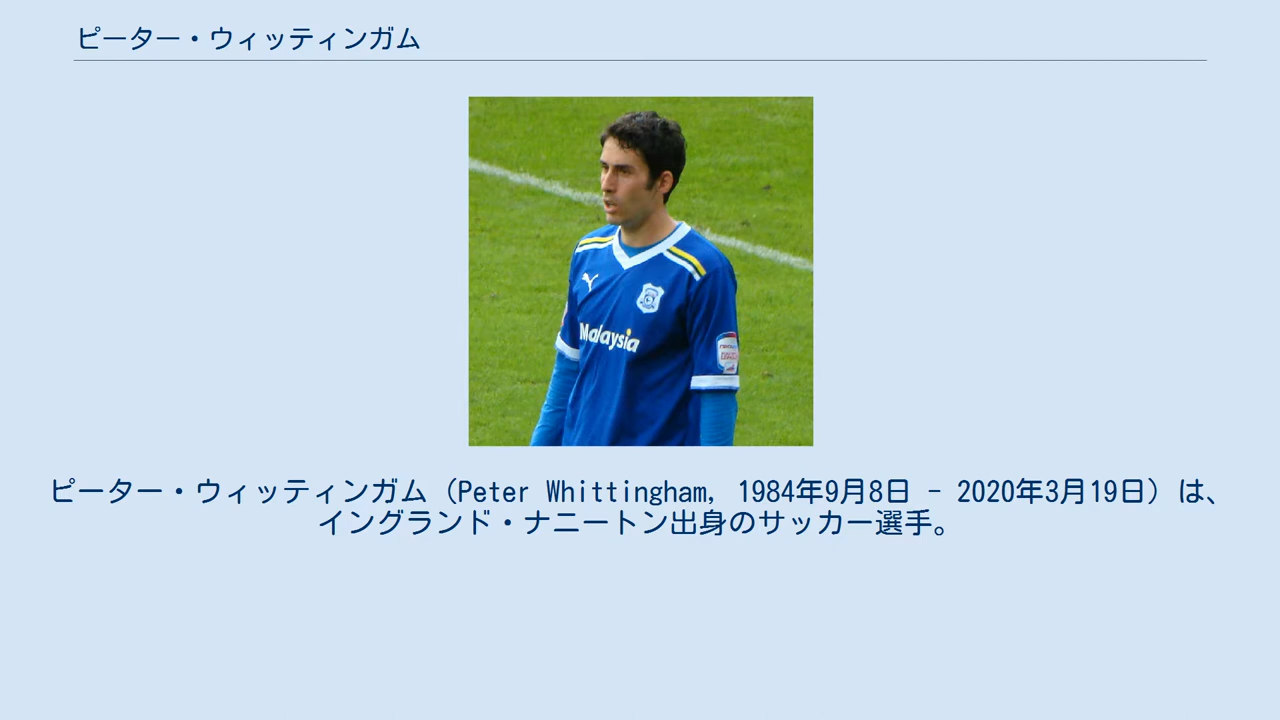 ピーター・ウィッティンガム
Malaysia
ピーター・ウィッティンガム（Peter Whittingham, 1984年9月8日 - 2020年3月19日）は、
イングランド・ナニートン出身のサッカー選手。